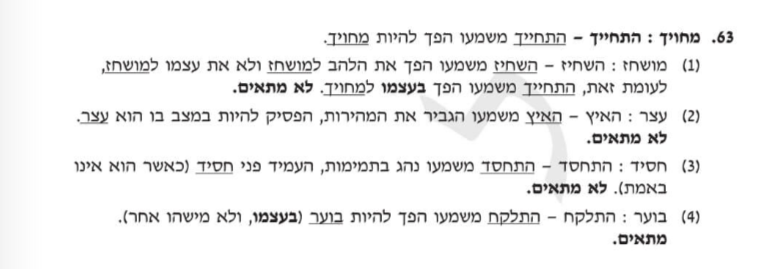 63. מחויך : התחייך – התחייך משמעו הפך להיות מחויך.
(1) מושחז : השחיז – השחיז משמעו הפך את הלהב למושחז ולא את עצמו למושחז,
לעומת זאת, התחייך משמעו הפך בעצמו למחויך. לא מתאים.
(2) עצר : האיץ – האיץ משמעו הגביר את המהירות, הפסיק להיות במצב בו הוא עצר.
לא מתאים.
(3) חסיד : התחסד – התחסד משמעו נהג בתמימות, העמיד פני חסיד (כאשר הוא אינו
באמת). לא מתאים.
(4) בוער : התלקח – התלקח משמעו הפך להיות בוער (בעצמו, ולא מישהו אחר).
מתאים.